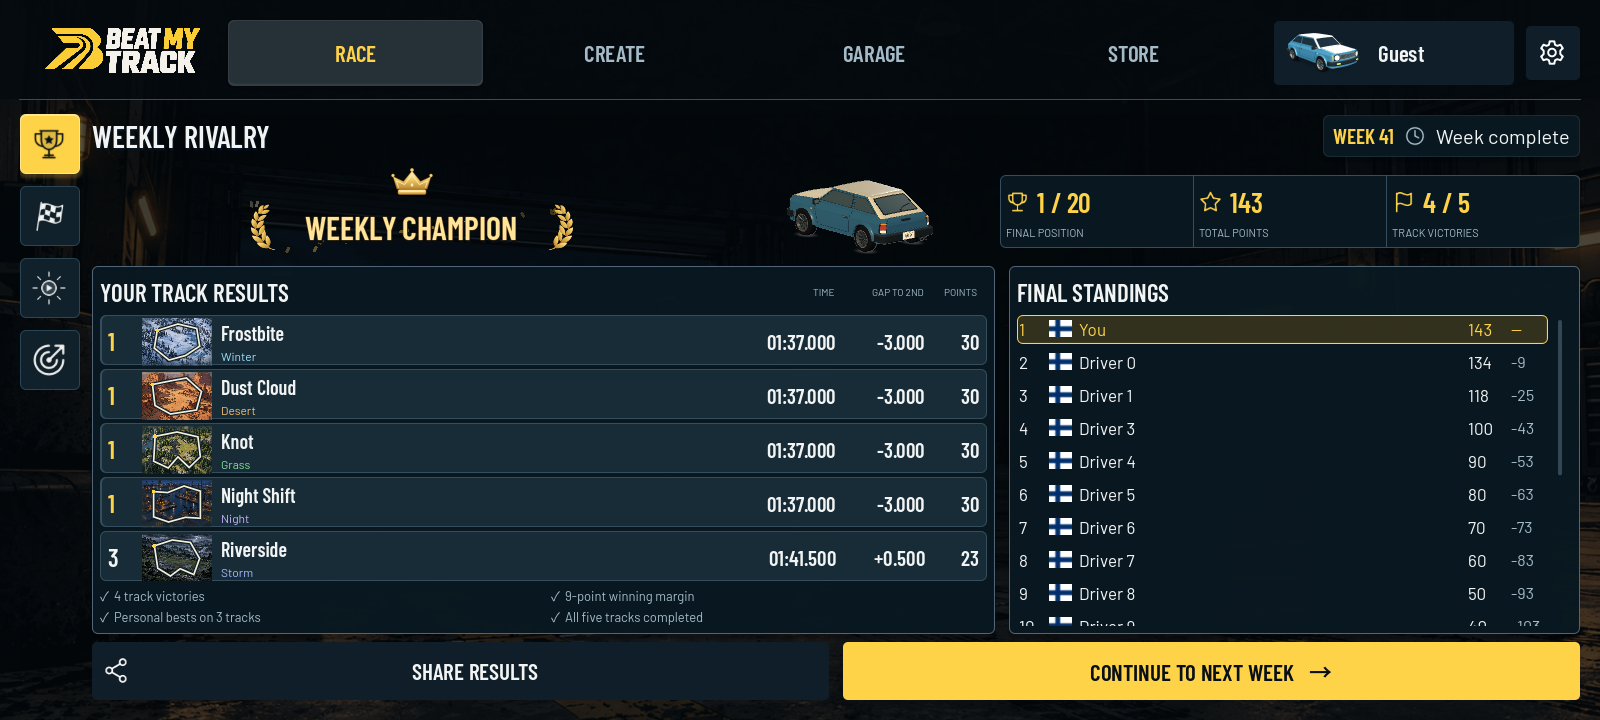 BEAT MY TRACK
RACE
CREATE
GARAGE
STORE
Guest
WEEKLY RIVALRY
WEEK 41 Week complete
WEEKLY CHAMPION
1 / 20
FINAL POSITION
143
TOTAL POINTS
4 / 5
TRACK VICTORIES
YOUR TRACK RESULTS TIME GAP TO 2ND POINTS
1 Frostbite 01:37.000 -3.000 30
Winter
1 Dust Cloud 01:37.000 -3.000 30
Desert
1 Knot 01:37.000 -3.000 30
Grass
1 Night Shift 01:37.000 -3.000 30
Night
3 Riverside 01:41.500 +0.500 23
Storm
✓ 4 track victories
✓ 9-point winning margin
✓ Personal bests on 3 tracks
✓ All five tracks completed
FINAL STANDINGS
1 You 143 –
2 Driver 0 134 -9
3 Driver 1 118 -25
4 Driver 3 100 -43
5 Driver 4 90 -53
6 Driver 5 80 -63
7 Driver 6 70 -73
8 Driver 7 60 -83
9 Driver 8 50 -93
10 Driver 9 40 -103
SHARE RESULTS
CONTINUE TO NEXT WEEK →